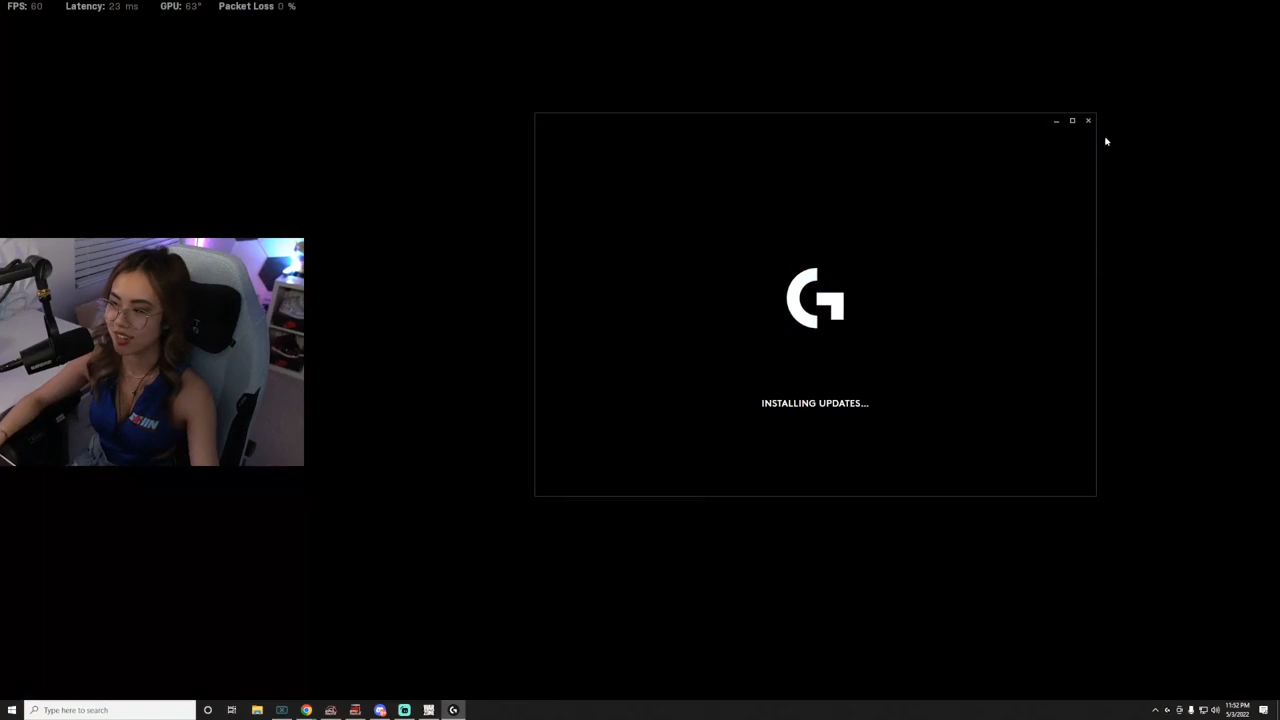 FPS: 60 Latency: 23 ms GPU: 63° Packet Loss 0 %
INSTALLING UPDATES...
Type here to search
11:52 PM
5/3/2022